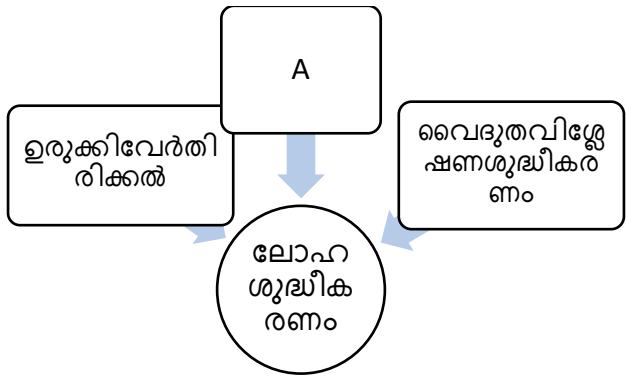 A
ഉരുക്കിവേർതി
രിക്കൽ
വൈദുതവിശ്ലേ
ഷണശുദ്ധീകര
ണം
ലോഹ
ശുദ്ധീക
രണം